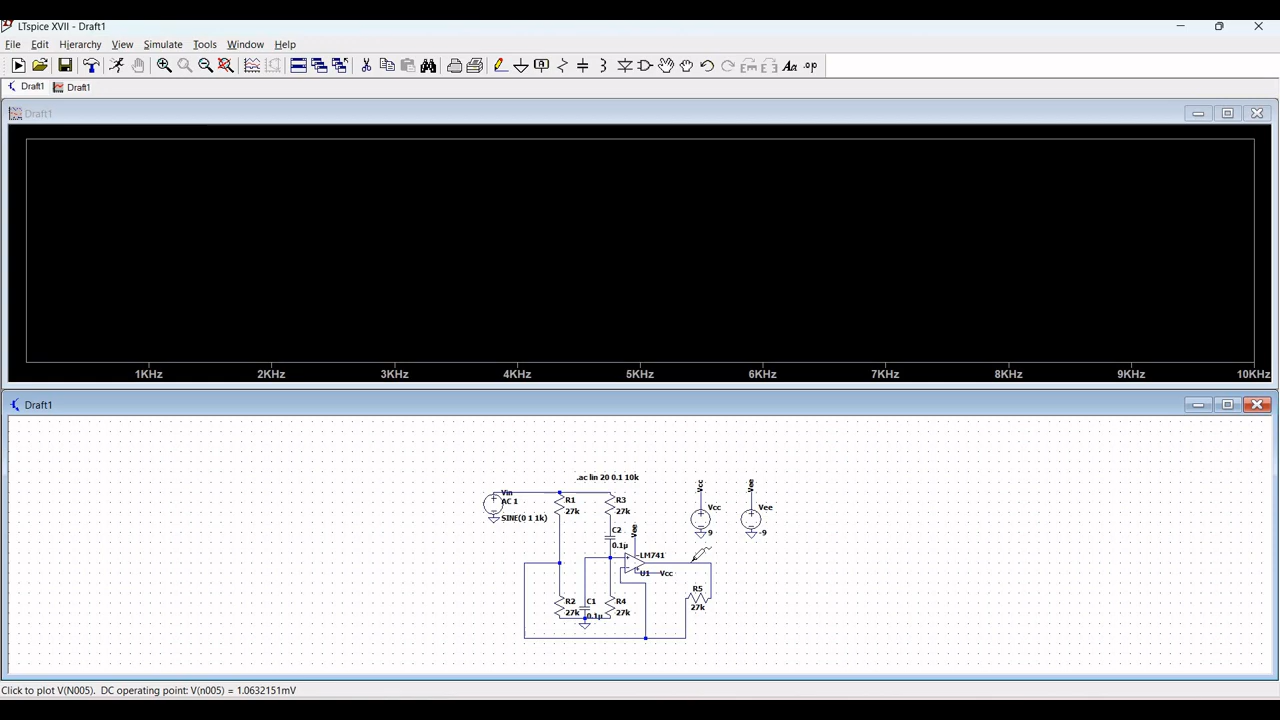 LTspice XVII - Draft1
File Edit Hierarchy View Simulate Tools Window Help
Draft1 Draft1
Draft1
1KHz 2KHz 3KHz 4KHz 5KHz 6KHz 7KHz 8KHz 9KHz 10KHz
Draft1
.ac lin 20 0.1 10k
Vin
AC 1
SINE(0 1 1k)
R1
27k
R3
27k
C2
0.1µ
Vee
LM741
U1
Vcc
R2
27k
C1
0.1µ
R4
27k
R5
27k
Vcc
Vcc
9
Vee
Vee
-9
Click to plot V(N005). DC operating point: V(n005) = 1.0632151mV